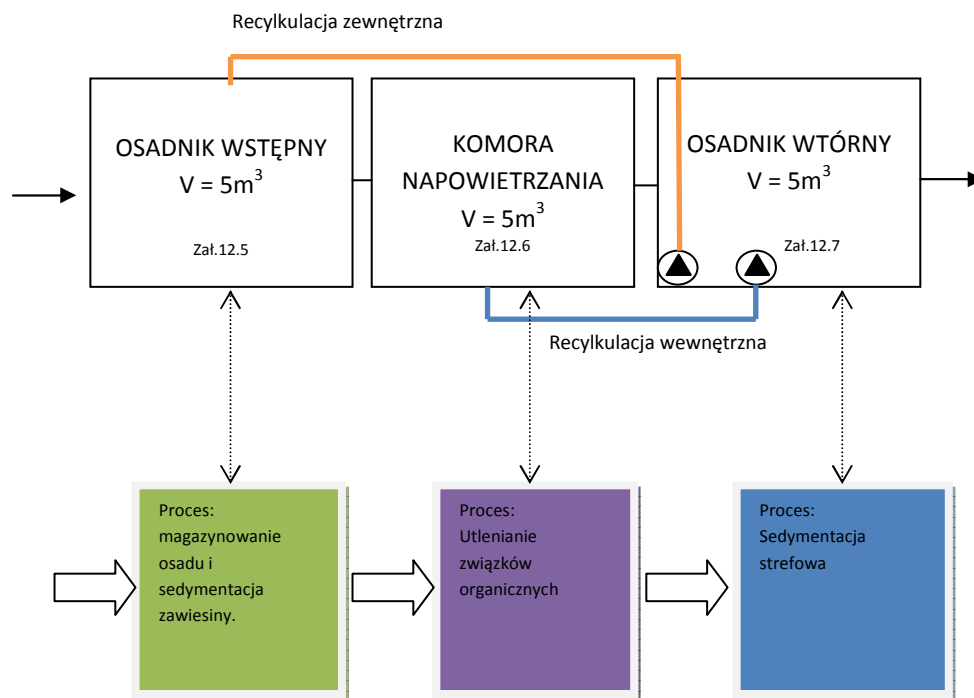 Recylkulacja zewnętrzna
OSADNIK WSTĘPNY
V = 5m³
Zał.12.5
KOMORA
NAPOWIETRZANIA
V = 5m³
Zał.12.6
OSADNIK WTÓRNY
V = 5m³
Zał.12.7
Recylkulacja wewnętrzna
Proces:
magazynowanie
osadu i
sedymentacja
zawiesiny.
Proces:
Utlenianie
związków
organicznych
Proces:
Sedymentacja
strefowa